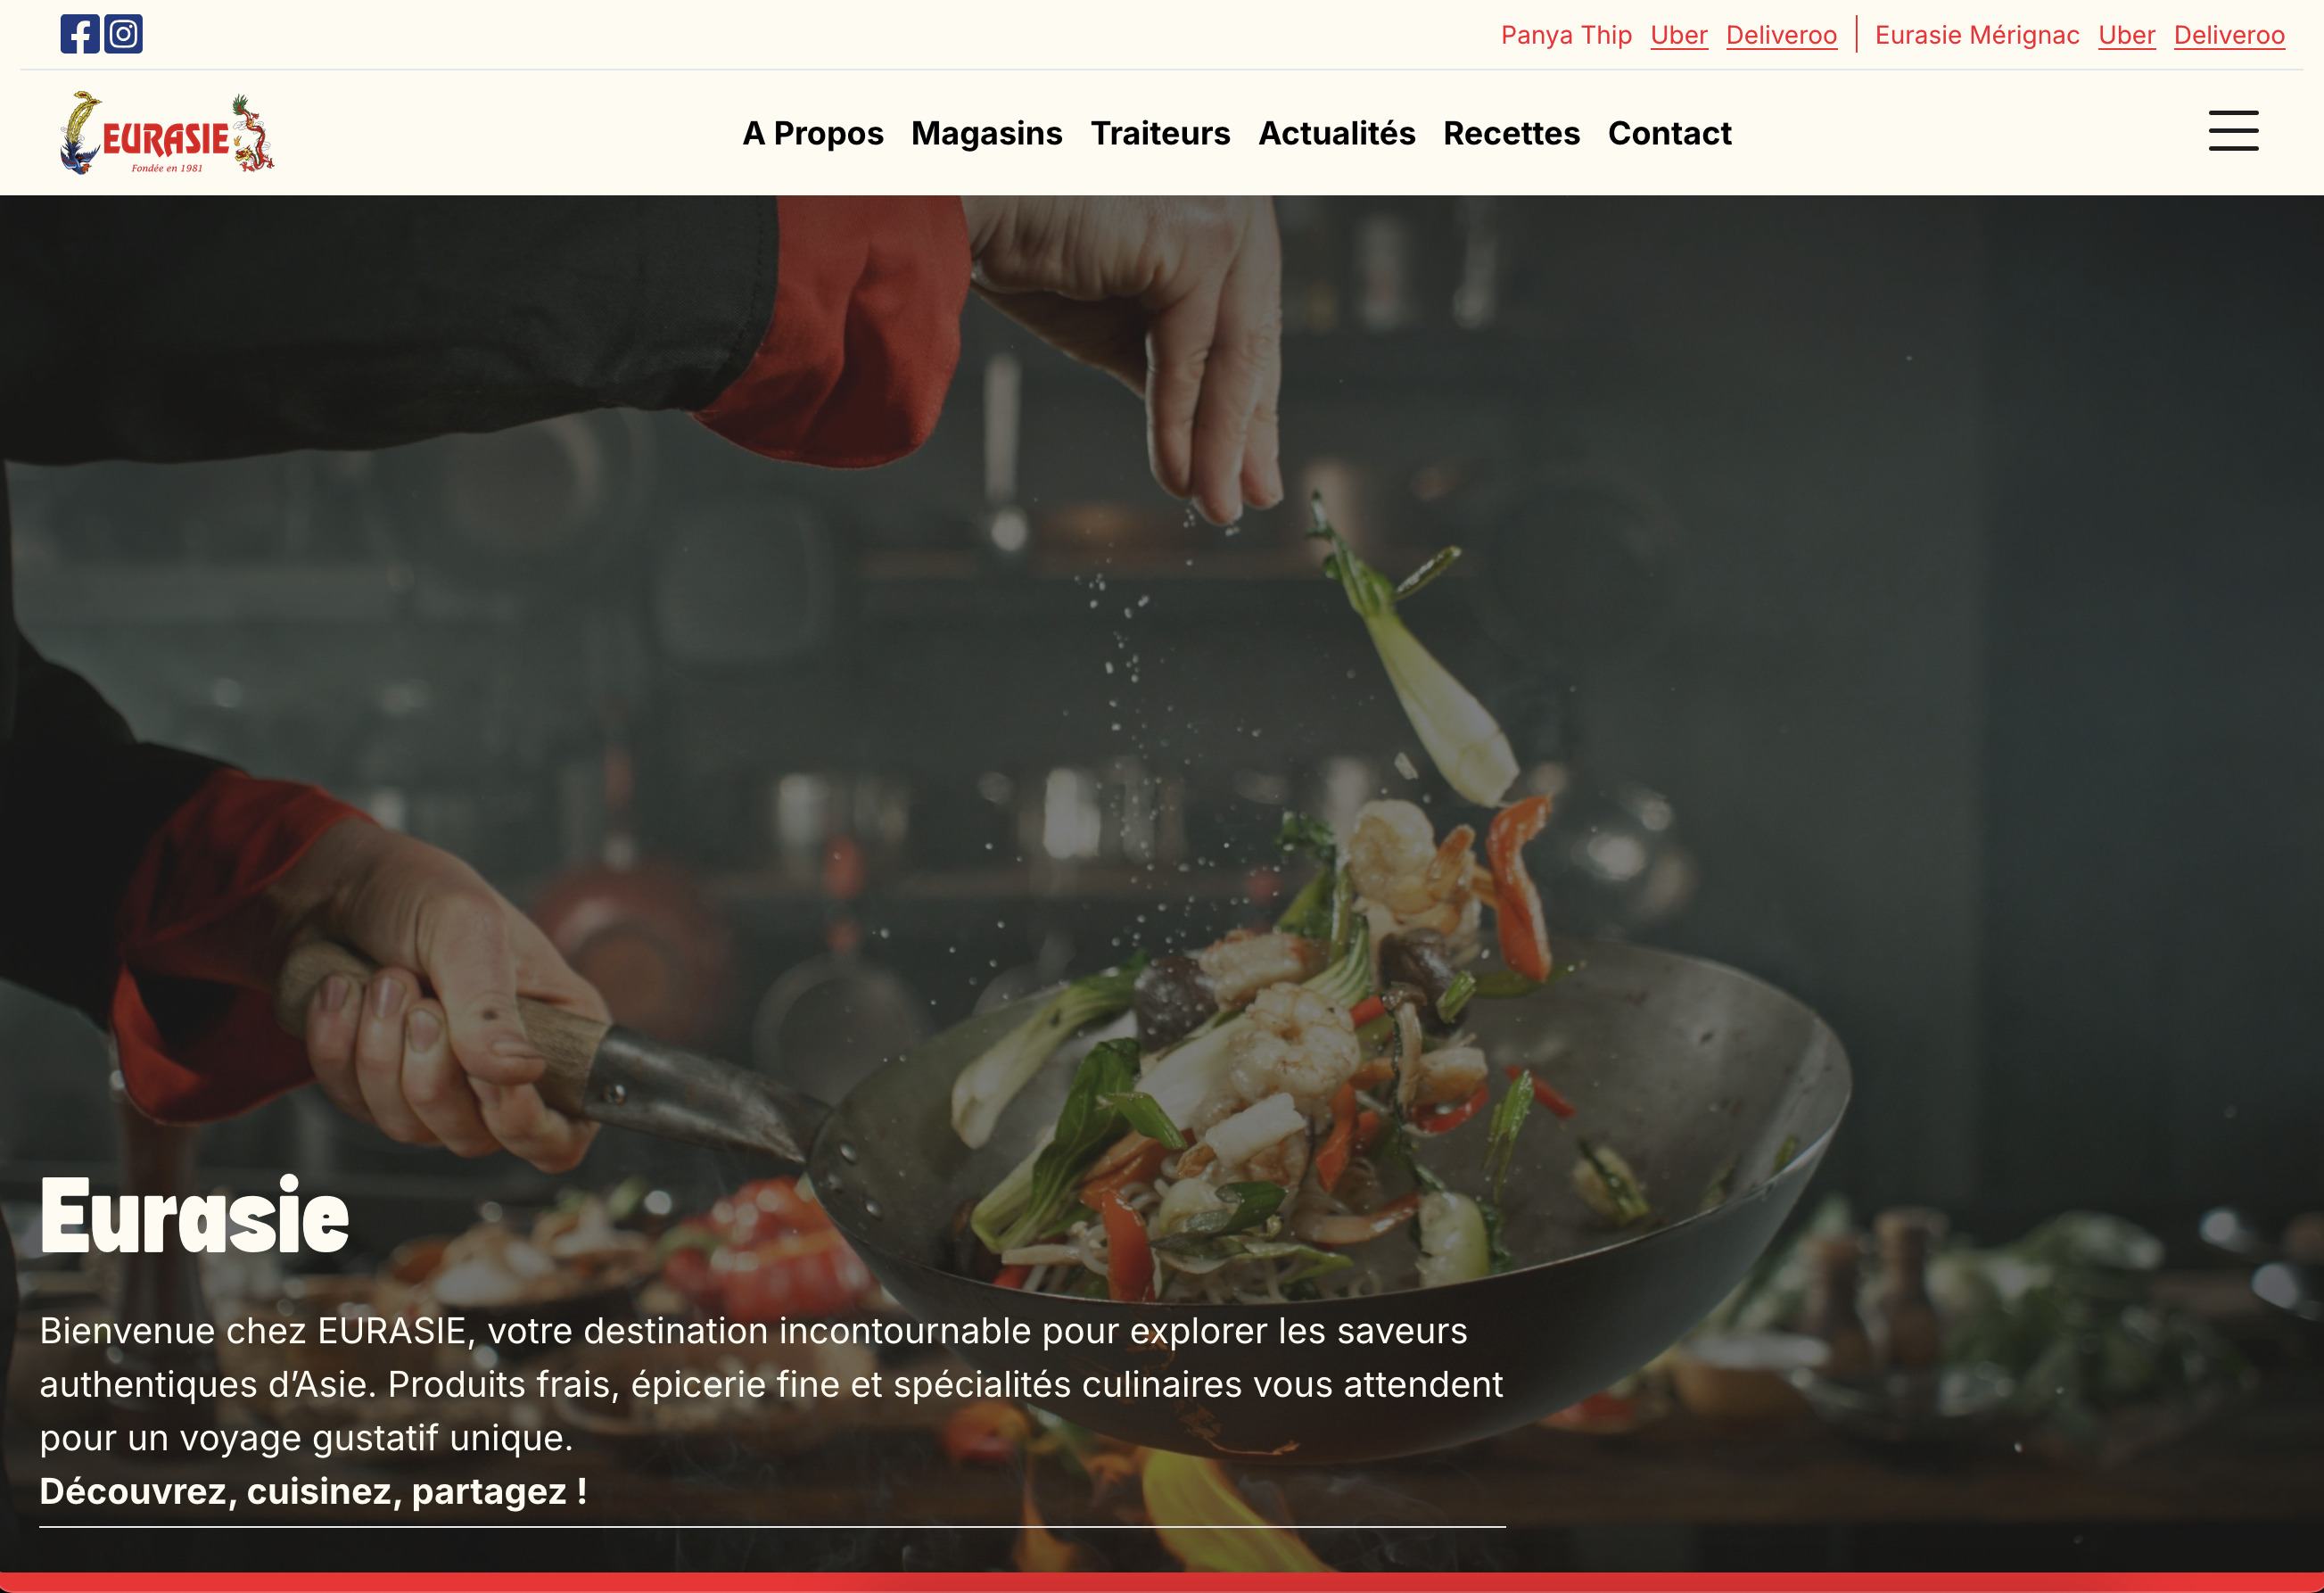 Panya Thip Uber Deliveroo Eurasie Mérignac Uber Deliveroo
EURASIE
Fondée en 1981
A Propos Magasins Traiteurs Actualités Recettes Contact
Eurasie
Bienvenue chez EURASIE, votre destination incontournable pour explorer les saveurs
authentiques d’Asie. Produits frais, épicerie fine et spécialités culinaires vous attendent
pour un voyage gustatif unique.
Découvrez, cuisinez, partagez !